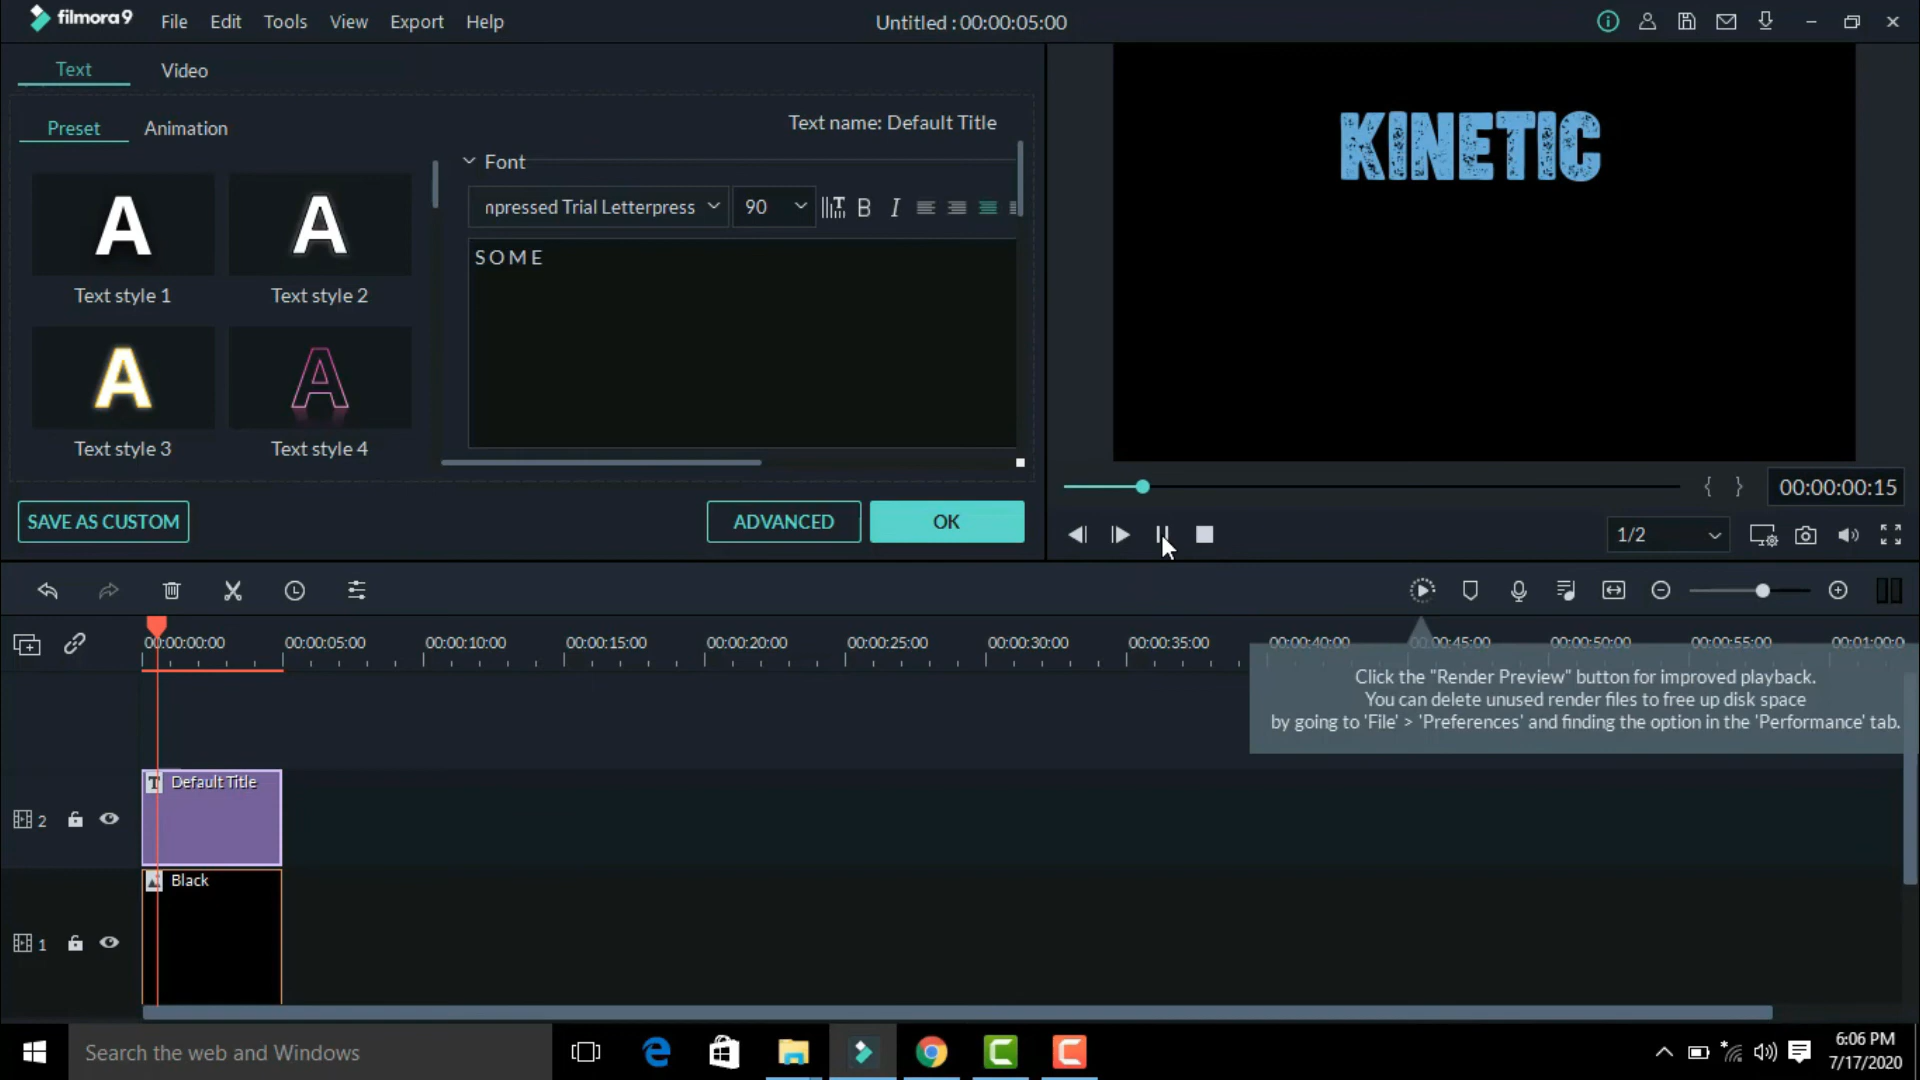 filmora9 File Edit Tools View Export Help Untitled : 00:00:05:00
Text Video
Preset Animation
Text name: Default Title
Font
npressed Trial Letterpress 90 B I
SOME
A A
Text style 1 Text style 2
A A
Text style 3 Text style 4
SAVE AS CUSTOM ADVANCED OK
KINETIC
{ } 00:00:00:15
1/2
00:00:00:00 00:00:05:00 00:00:10:00 00:00:15:00 00:00:20:00 00:00:25:00 00:00:30:00 00:00:35:00 00:00:40:00 00:00:45:00 00:00:50:00 00:00:55:00 00:01:00:0
Click the "Render Preview" button for improved playback.
You can delete unused render files to free up disk space
by going to 'File' > 'Preferences' and finding the option in the 'Performance' tab.
T Default Title
2
Black
1
Search the web and Windows
6:06 PM
7/17/2020